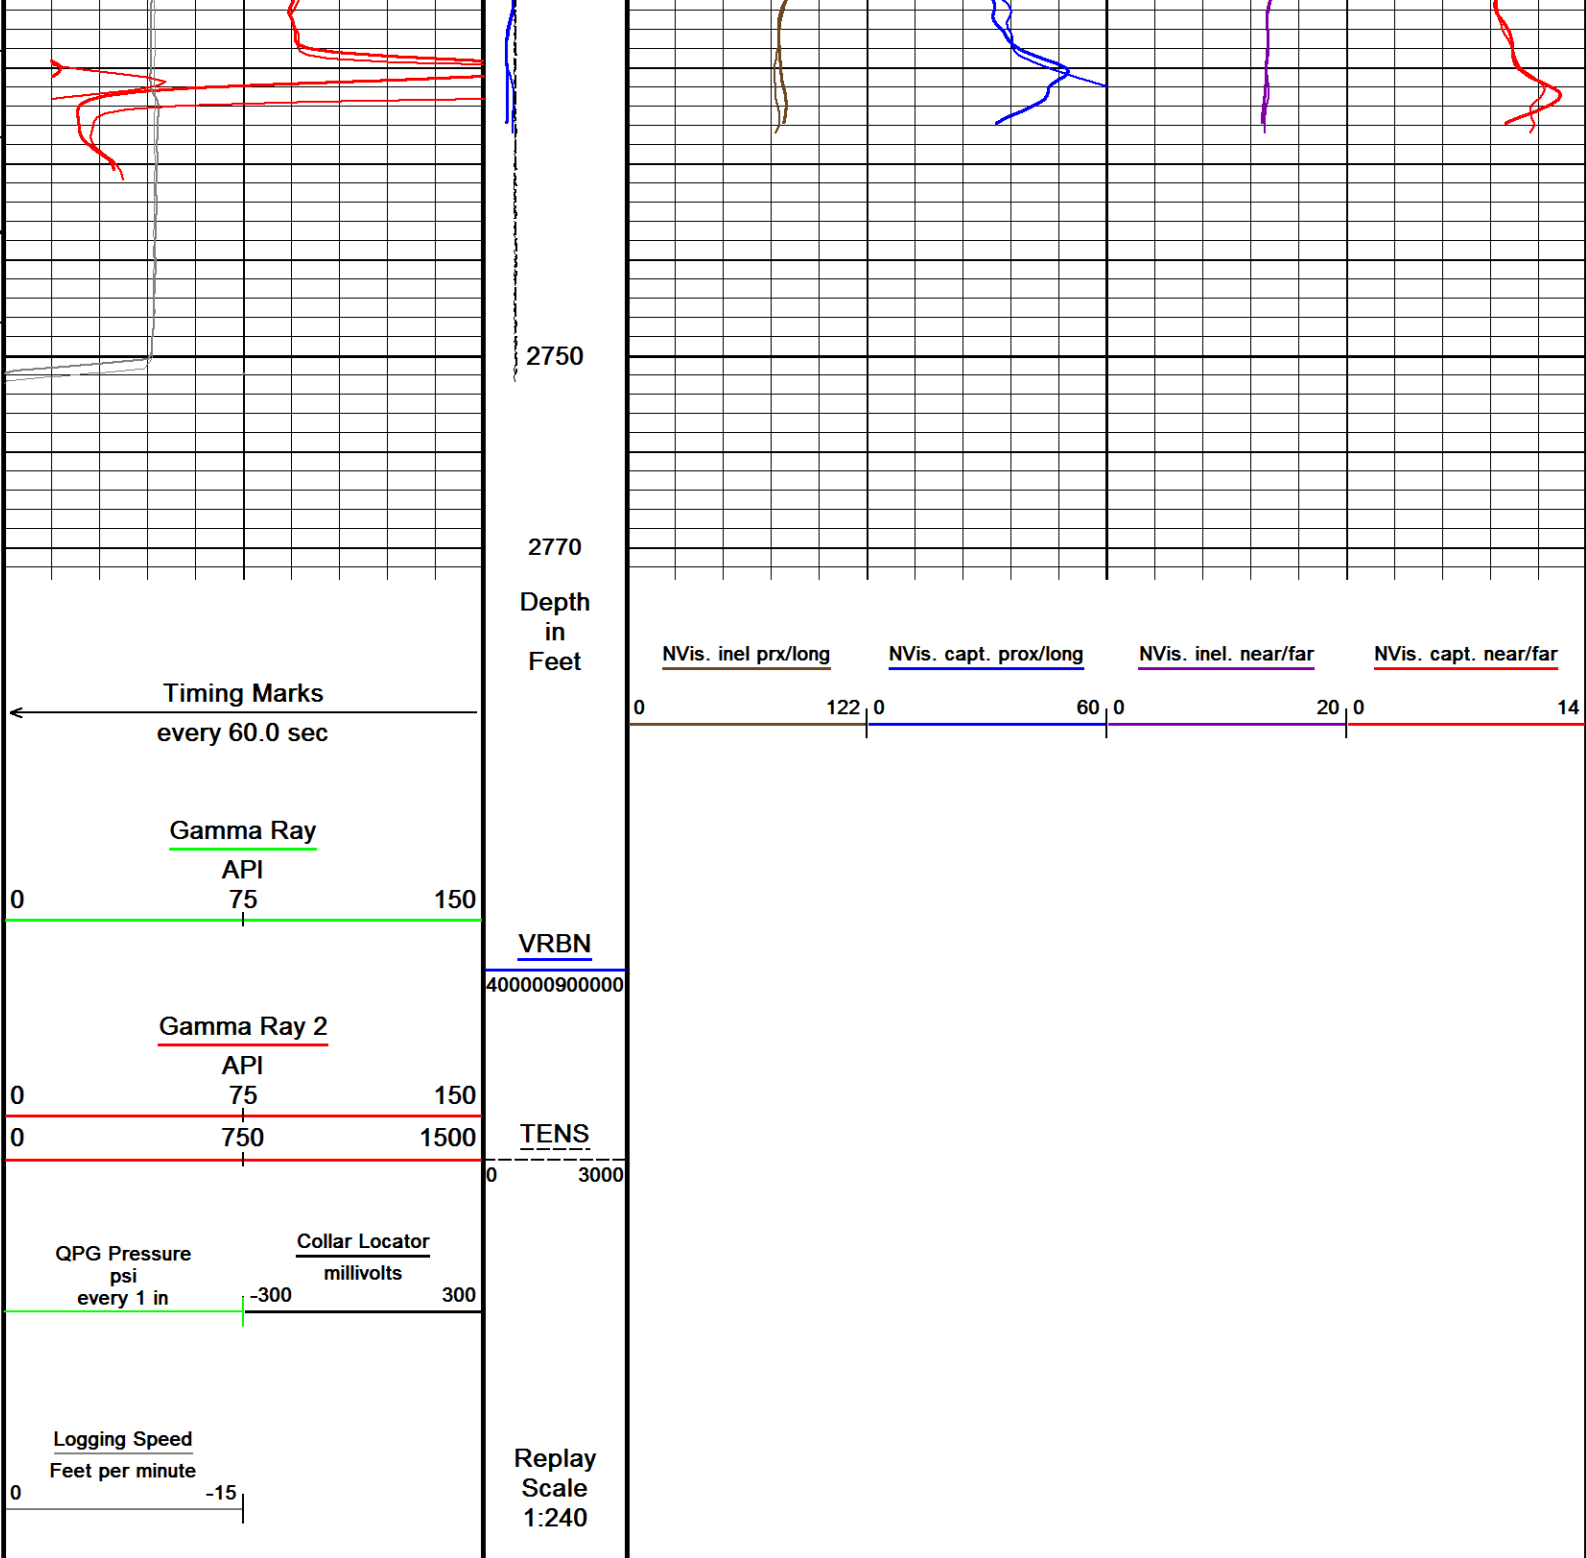 2750
2770
Depth
in
Feet
NVis. inel prx/long
NVis. capt. prox/long
NVis. inel. near/far
NVis. capt. near/far
0 122 0 60 0 20 0 14
Timing Marks
every 60.0 sec
Gamma Ray
API
0 75 150
VRBN
400000900000
Gamma Ray 2
API
0 75 150
0 750 1500
TENS
0 3000
QPG Pressure
psi
every 1 in
Collar Locator
millivolts
-300 300
Logging Speed
Feet per minute
0 -15
Replay
Scale
1:240